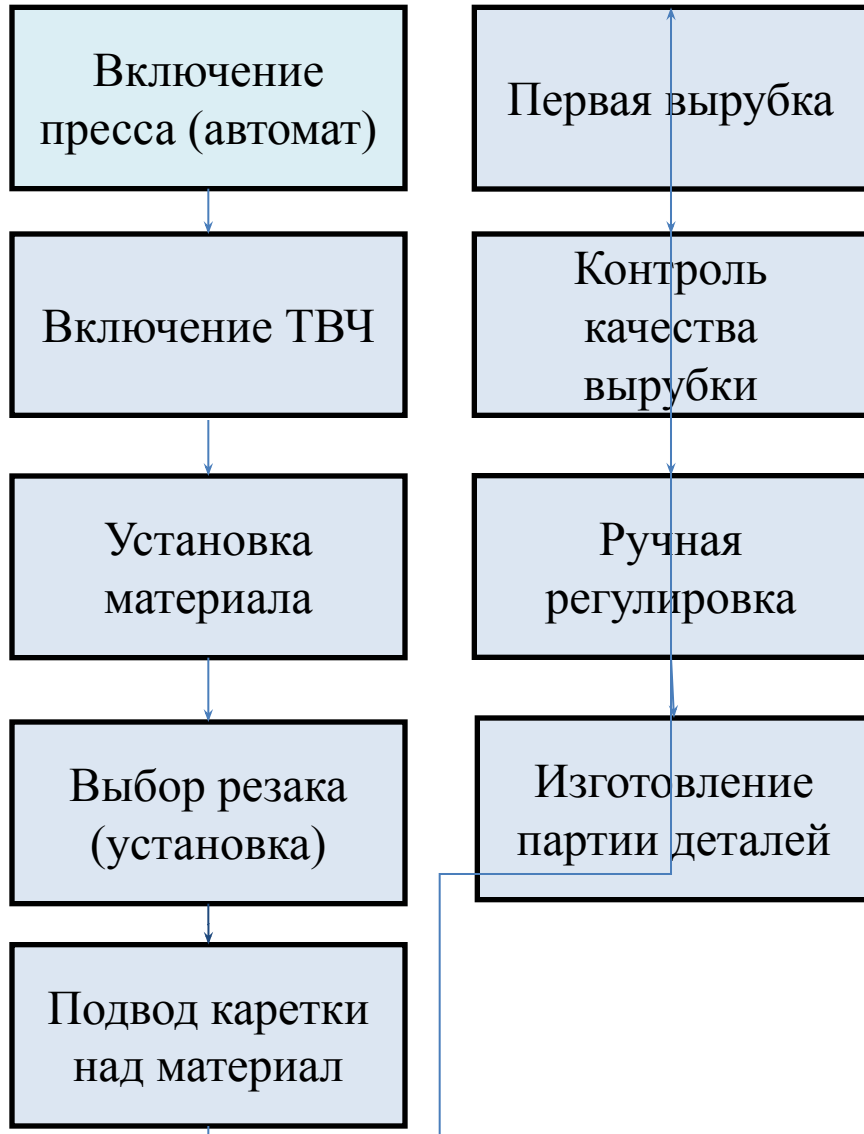 Включение
пресса (автомат)
Включение ТВЧ
Установка
материала
Выбор резака
(установка)
Подвод каретки
над материал
Первая вырубка
Контроль
качества
вырубки
Ручная
регулировка
Изготовление
партии деталей